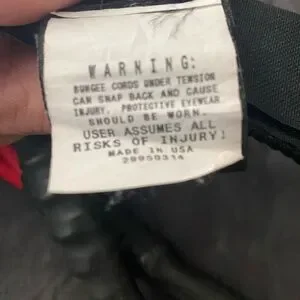 WARNING:
BUNGEE CORDS UNDER TENSION
CAN SNAP BACK AND CAUSE
INJURY. PROTECTIVE EYEWEAR
SHOULD BE WORN.
USER ASSUMES ALL
RISKS OF INJURY!
MADE IN USA
20950314